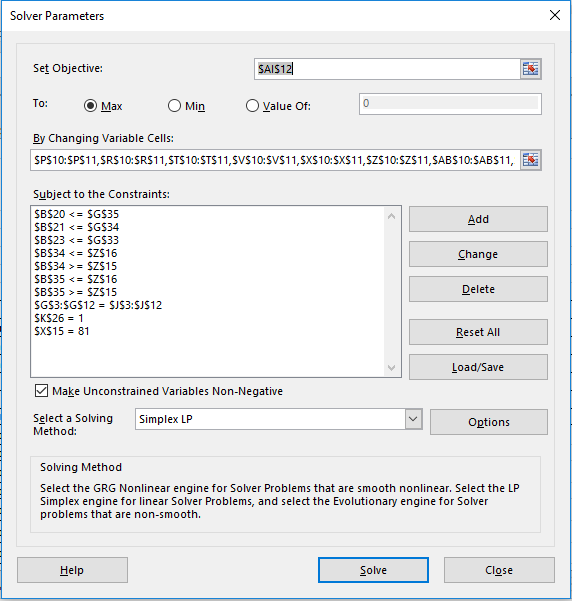 Solver Parameters
Set Objective:
$AI$12
To:
Max
Min
Value Of:
0
By Changing Variable Cells:
$P$10:$P$11,$R$10:$R$11,$T$10:$T$11,$V$10:$V$11,$X$10:$X$11,$Z$10:$Z$11,$AB$10:$AB$11,
Subject to the Constraints:
$B$20 <= $G$35
$B$21 <= $G$34
$B$23 <= $G$33
$B$34 <= $Z$16
$B$34 >= $Z$15
$B$35 <= $Z$16
$B$35 >= $Z$15
$G$3:$G$12 = $J$3:$J$12
$K$26 = 1
$X$15 = 81
Add
Change
Delete
Reset All
Load/Save
Make Unconstrained Variables Non-Negative
Select a Solving
Method:
Simplex LP
Options
Solving Method
Select the GRG Nonlinear engine for Solver Problems that are smooth nonlinear. Select the LP
Simplex engine for linear Solver Problems, and select the Evolutionary engine for Solver
problems that are non-smooth.
Help
Solve
Close